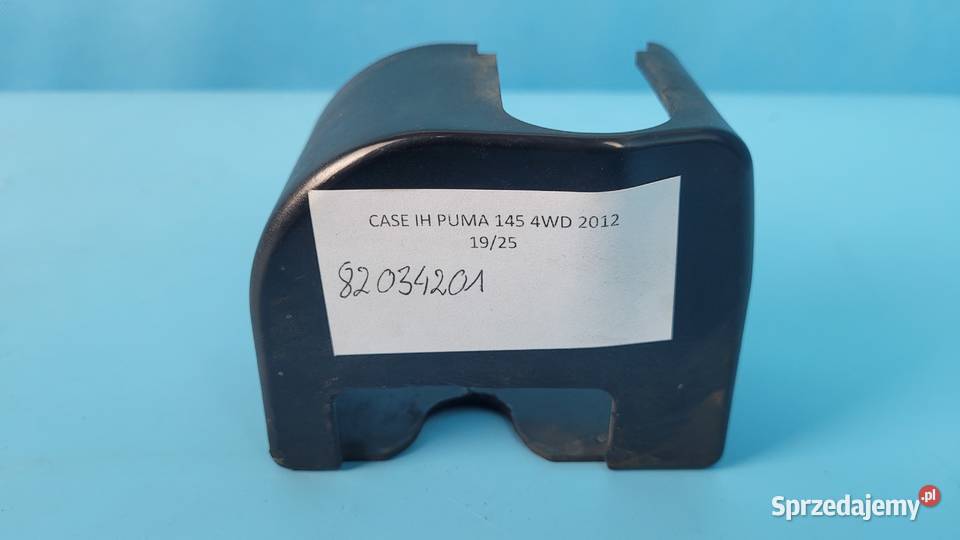 CASE IH PUMA 145 4WD 2012
19/25
82034201
Sprzedajemy.pl